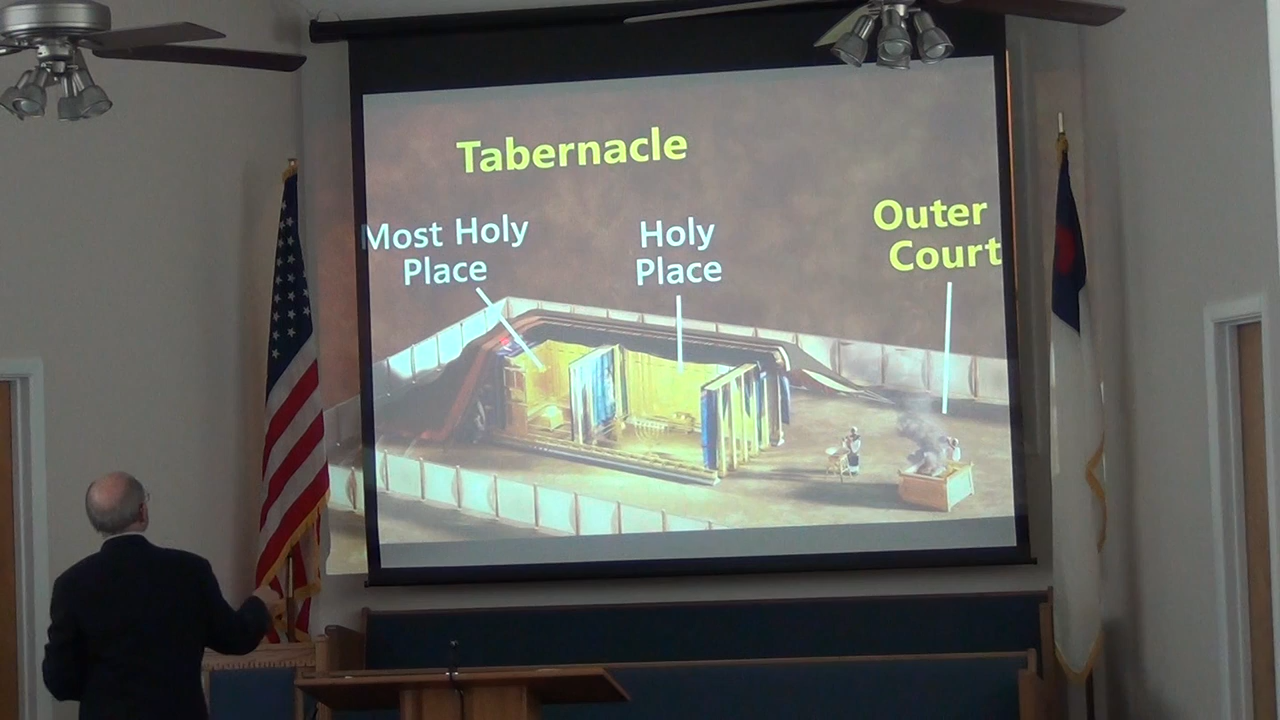 Tabernacle
Most Holy
Place
Holy
Place
Outer
Court